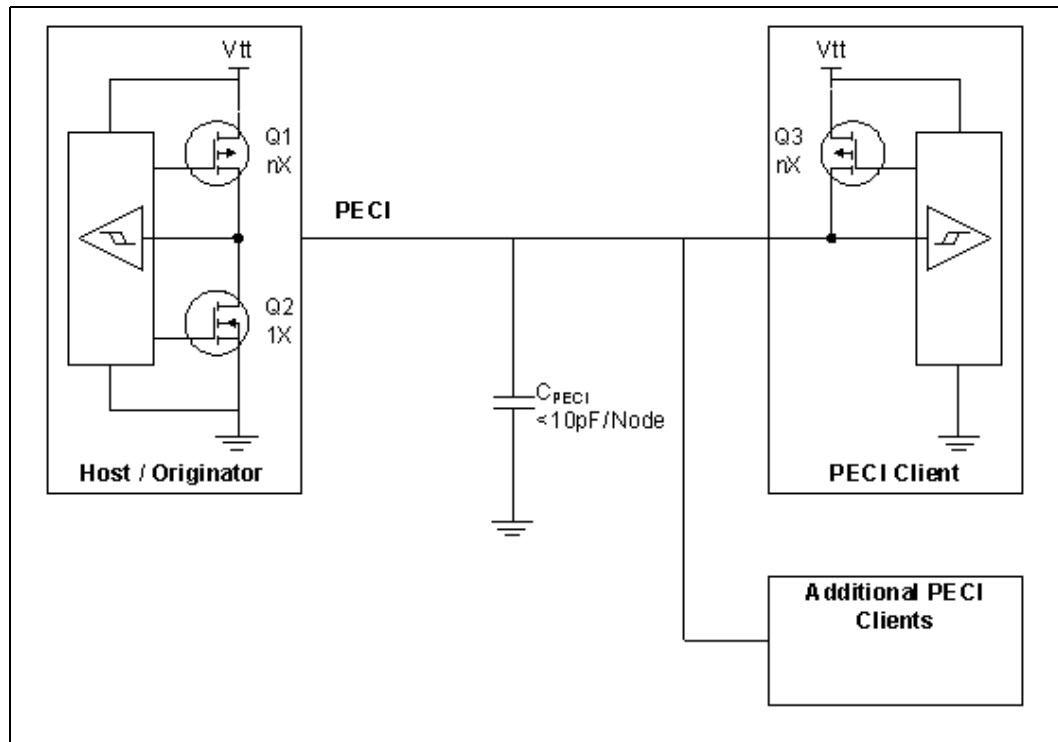 Vtt
Q1
nX
Q2
1X
Host / Originator
PECI
CPECI
<10pF/Node
Vtt
Q3
nX
PECI Client
Additional PECI
Clients